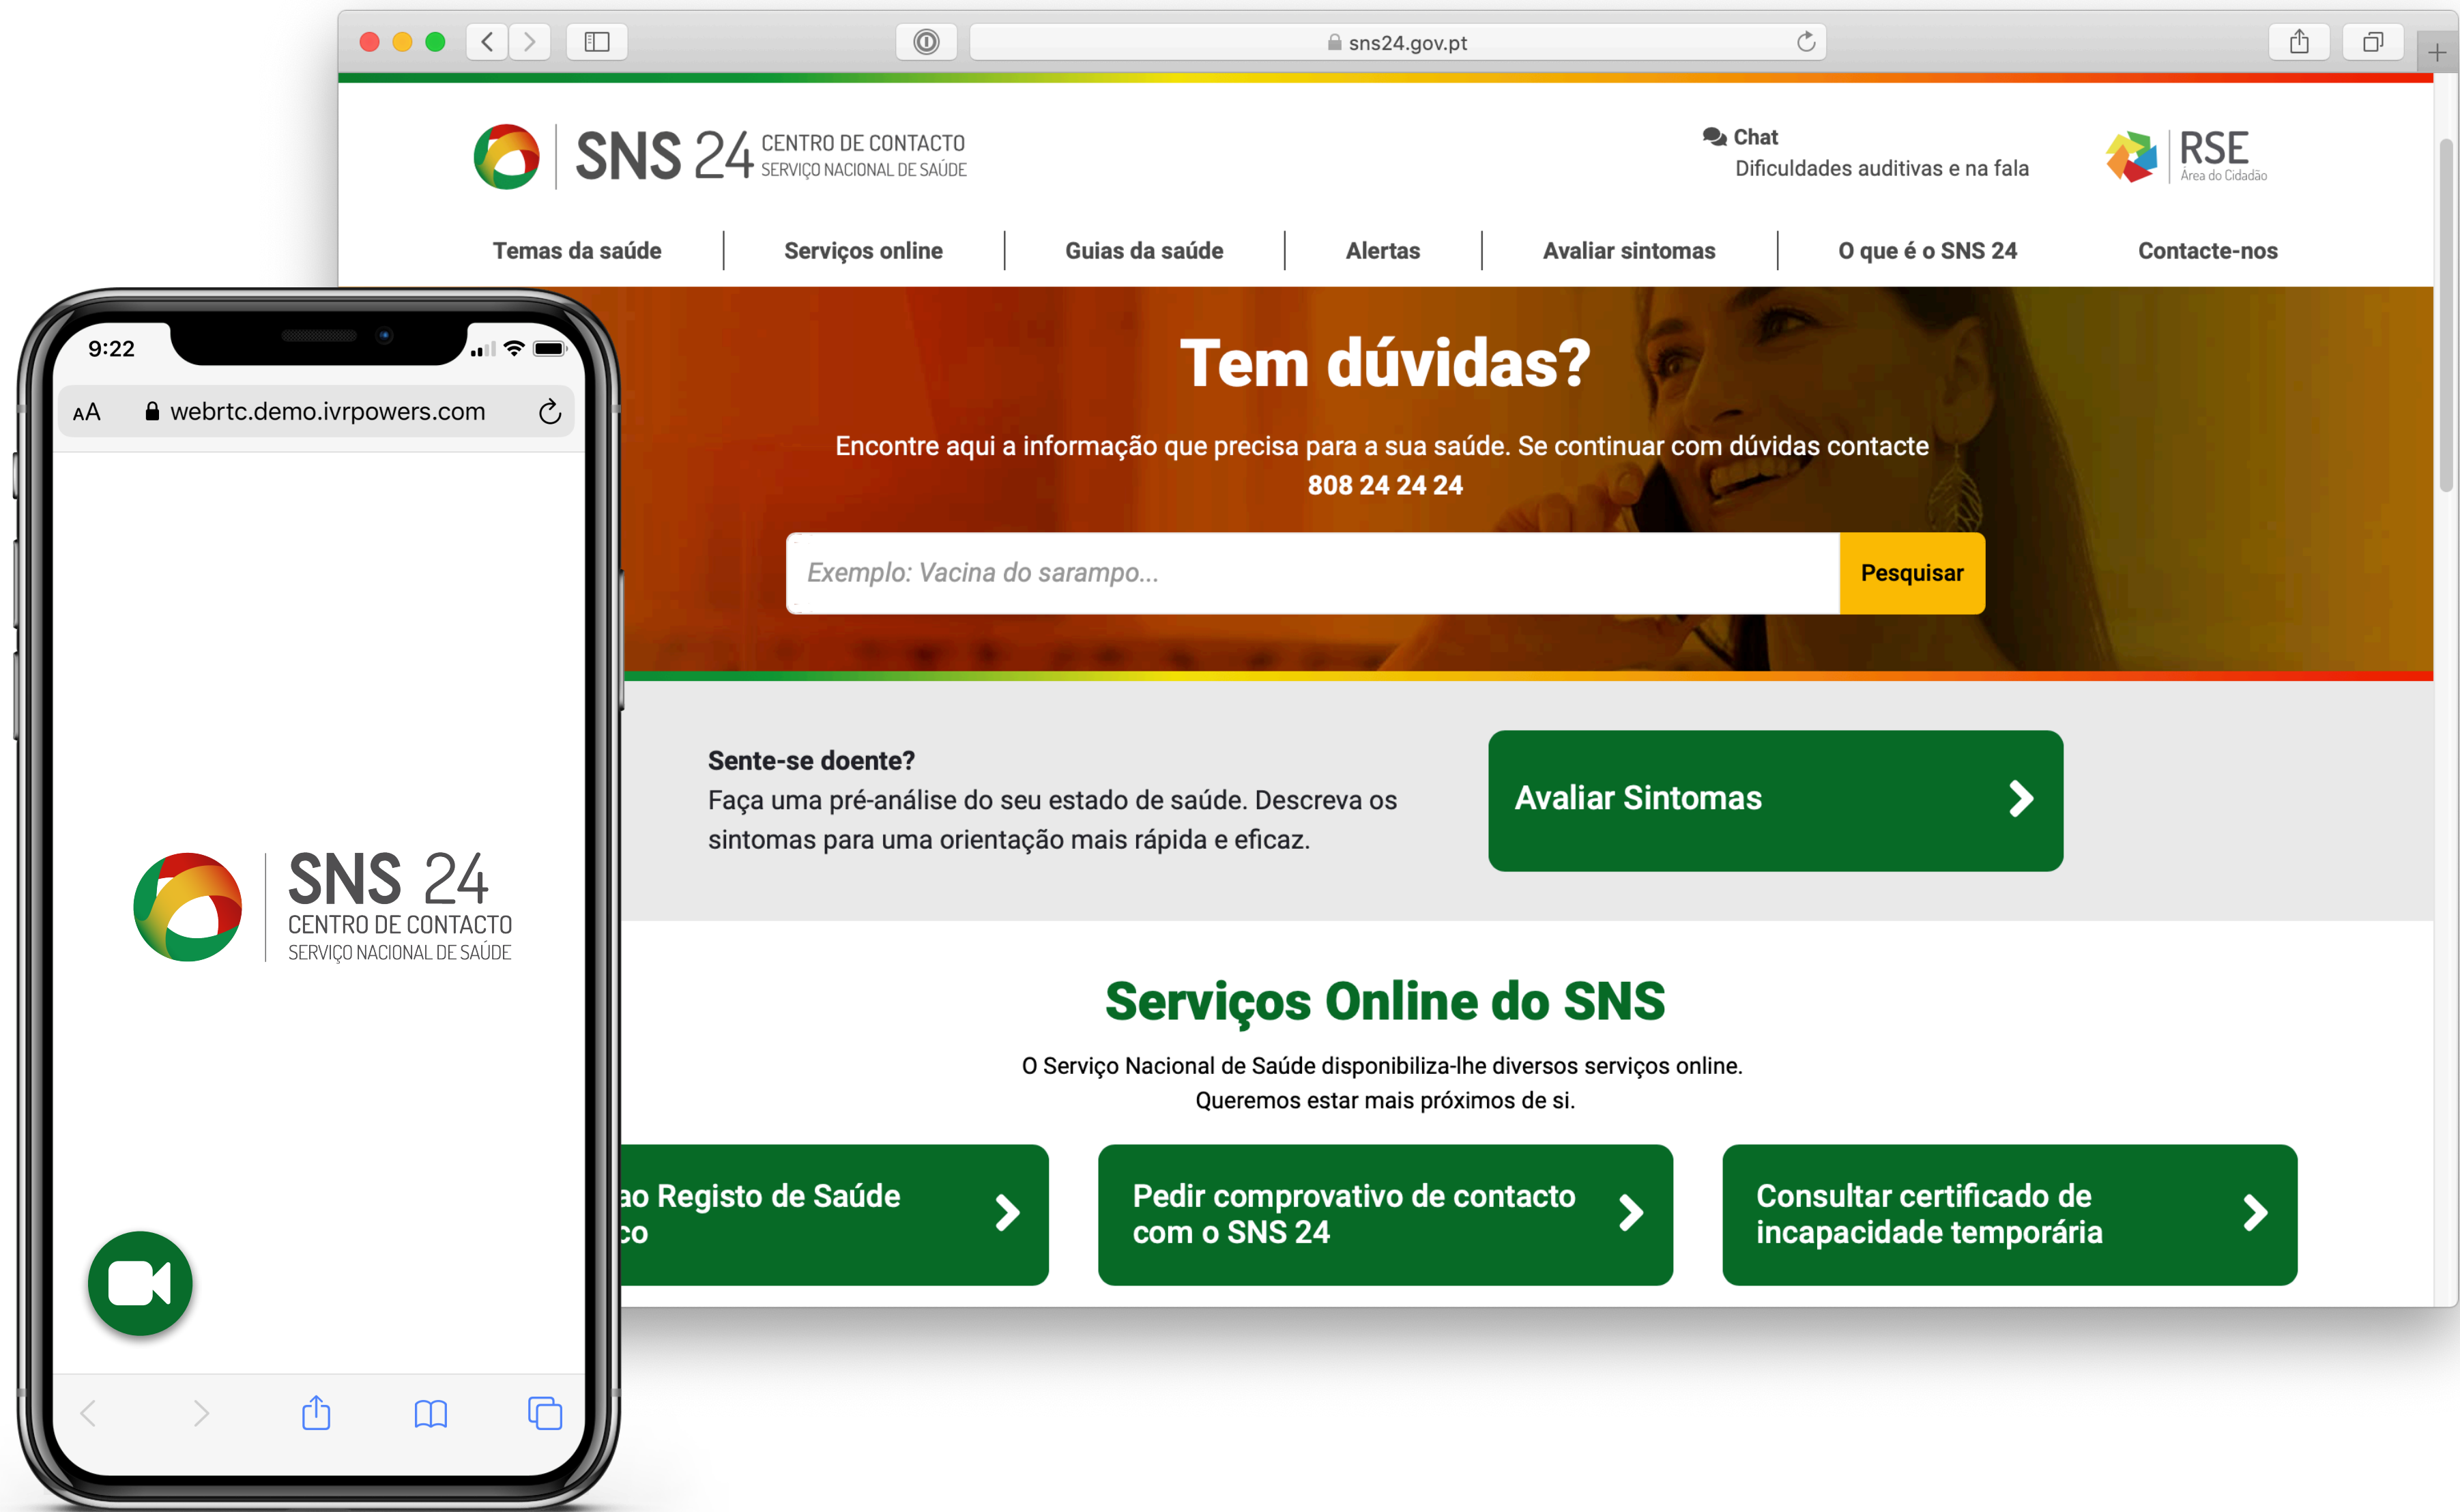 sns24.gov.pt
SNS 24 CENTRO DE CONTACTO
SERVIÇO NACIONAL DE SAÚDE
Chat
Dificuldades auditivas e na fala
RSE
Área do Cidadão
Temas da saúde
Serviços online
Guias da saúde
Alertas
Avaliar sintomas
O que é o SNS 24
Contacte-nos
Tem dúvidas?
Encontre aqui a informação que precisa para a sua saúde. Se continuar com dúvidas contacte
808 24 24 24
Exemplo: Vacina do sarampo...
Pesquisar
Sente-se doente?
Faça uma pré-análise do seu estado de saúde. Descreva os
sintomas para uma orientação mais rápida e eficaz.
Avaliar Sintomas
Serviços Online do SNS
O Serviço Nacional de Saúde disponibiliza-lhe diversos serviços online.
Queremos estar mais próximos de si.
ao Registo de Saúde
co
Pedir comprovativo de contacto
com o SNS 24
Consultar certificado de
incapacidade temporária
9:22
AA webrtc.demo.ivrpowers.com
SNS 24
CENTRO DE CONTACTO
SERVIÇO NACIONAL DE SAÚDE